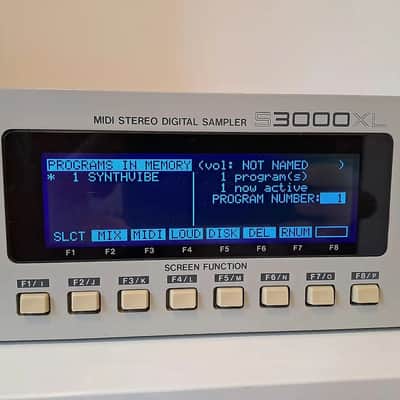 MIDI STEREO DIGITAL SAMPLER S3000XL
PROGRAMS IN MEMORY (vol: NOT NAMED )
* 1 SYNTHVIBE 1 program(s)
1 now active
PROGRAM NUMBER: 1
SLCT MIX MIDI LOUD DISK DEL RNUM
F1 F2 F3 F4 F5 F6 F7 F8
SCREEN FUNCTION
F1/I F2/J F3/K F4/L F5/M F6/N F7/O F8/P